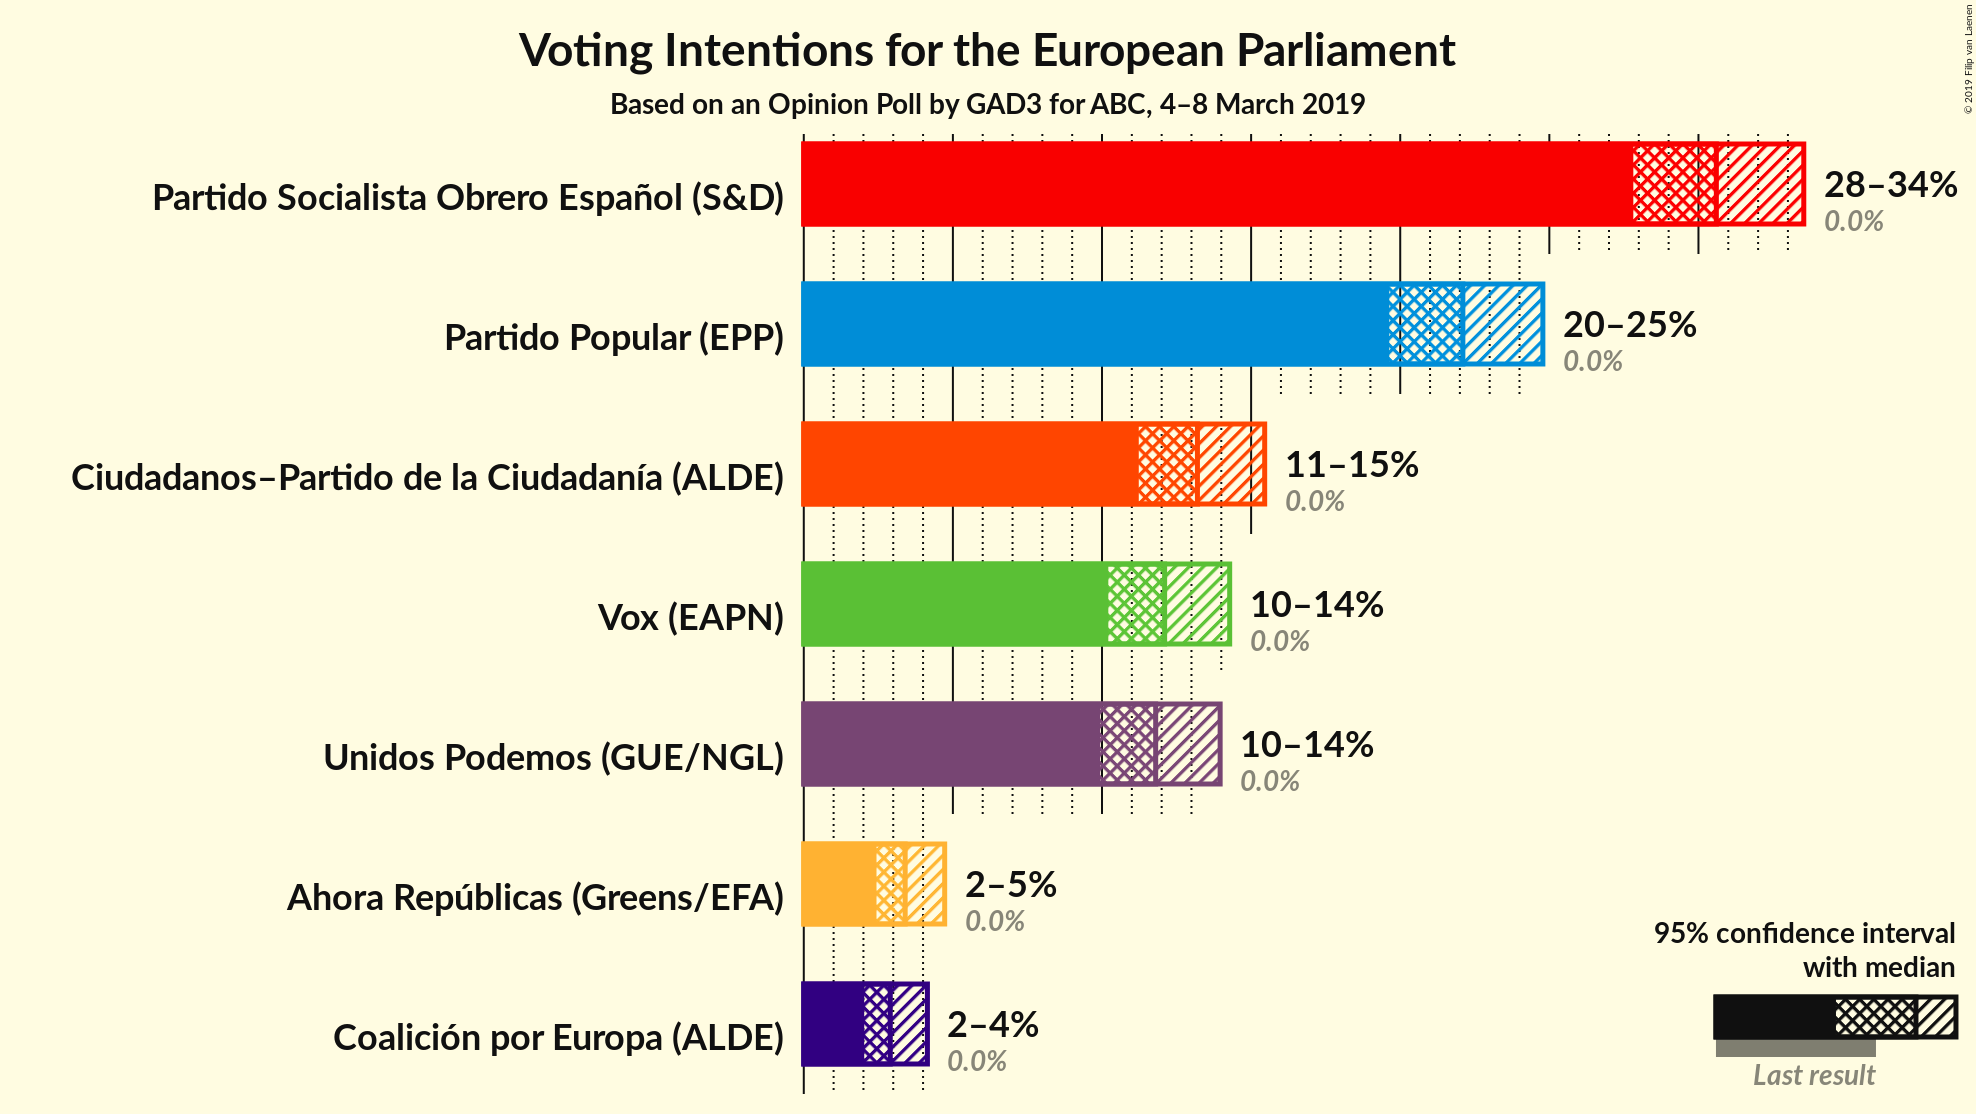 Voting Intentions for the European Parliament
Based on an Opinion Poll by GAD3 for ABC, 4–8 March 2019
© 2019 Filip van Laenen
Partido Socialista Obrero Español (S&D)
28–34%
0.0%
Partido Popular (EPP)
20–25%
0.0%
Ciudadanos–Partido de la Ciudadanía (ALDE)
11–15%
0.0%
Vox (EAPN)
10–14%
0.0%
Unidos Podemos (GUE/NGL)
10–14%
0.0%
Ahora Repúblicas (Greens/EFA)
2–5%
0.0%
Coalición por Europa (ALDE)
2–4%
0.0%
95% confidence interval
with median
Last result